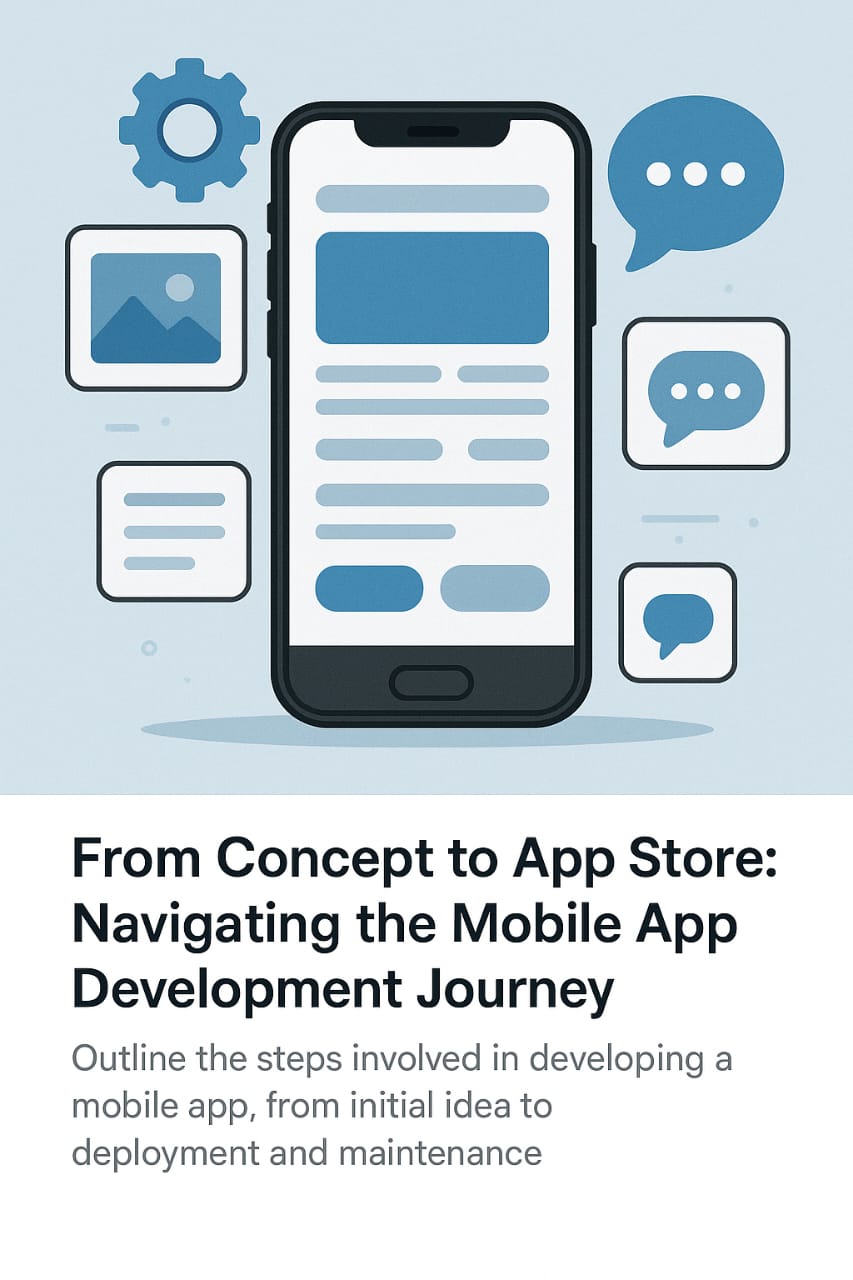 From Concept to App Store:
Navigating the Mobile App
Development Journey
Outline the steps involved in developing a
mobile app, from initial idea to
deployment and maintenance